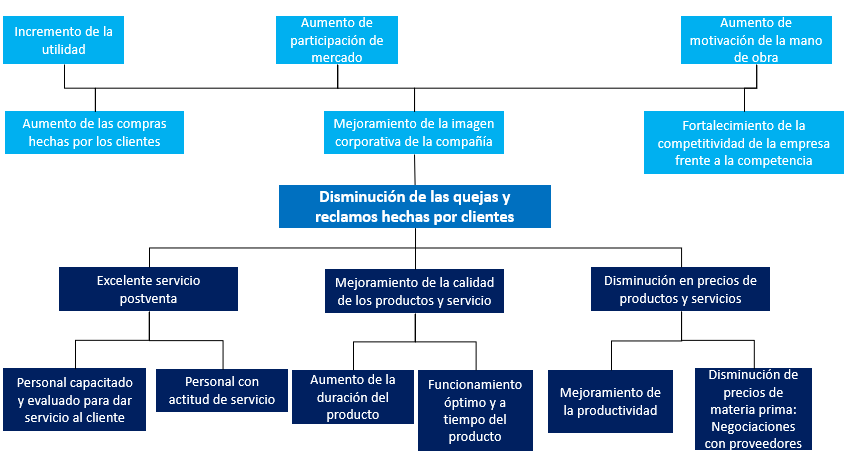 Incremento de la
utilidad
Aumento de
participación de
mercado
Aumento de
motivación de la mano
de obra
Aumento de las compras
hechas por los clientes
Mejoramiento de la imagen
corporativa de la compañía
Fortalecimiento de la
competitividad de la empresa
frente a la competencia
Disminución de las quejas y
reclamos hechas por clientes
Excelente servicio
postventa
Mejoramiento de la calidad
de los productos y servicio
Disminución en precios de
productos y servicios
Personal capacitado
y evaluado para dar
servicio al cliente
Personal con
actitud de servicio
Aumento de la
duración del
producto
Funcionamiento
óptimo y a
tiempo del
producto
Mejoramiento de
la productividad
Disminución de
precios de
materia prima:
Negociaciones
con proveedores